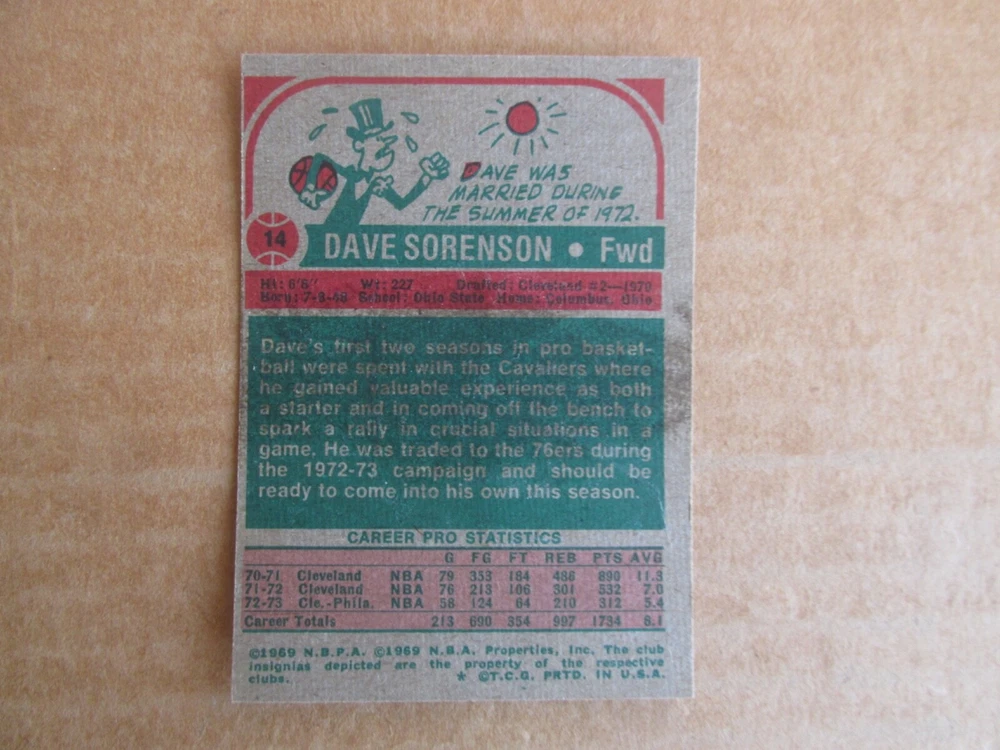 DAVE WAS
MARRIED DURING
THE SUMMER OF 1972.
14
DAVE SORENSON • Fwd
Ht: 6'8" Wt: 227 Drafted: Cleveland #2—1970
Born: 7-8-48 School: Ohio State Home: Columbus, Ohio
Dave's first two seasons in pro basket-
ball were spent with the Cavaliers where
he gained valuable experience as both
a starter and in coming off the bench to
spark a rally in crucial situations in a
game. He was traded to the 76ers during
the 1972-73 campaign and should be
ready to come into his own this season.
CAREER PRO STATISTICS
G FG FT REB PTS AVG
70-71 Cleveland NBA 79 353 184 486 890 11.3
71-72 Cleveland NBA 76 213 106 301 532 7.0
72-73 Cle.-Phila. NBA 58 124 64 210 312 5.4
Career Totals 213 690 354 997 1734 8.1
©1969 N.B.P.A. ©1969 N.B.A. Properties, Inc. The club
insignias depicted are the property of the respective
clubs. * ©T.C.G. PRTD. IN U.S.A.